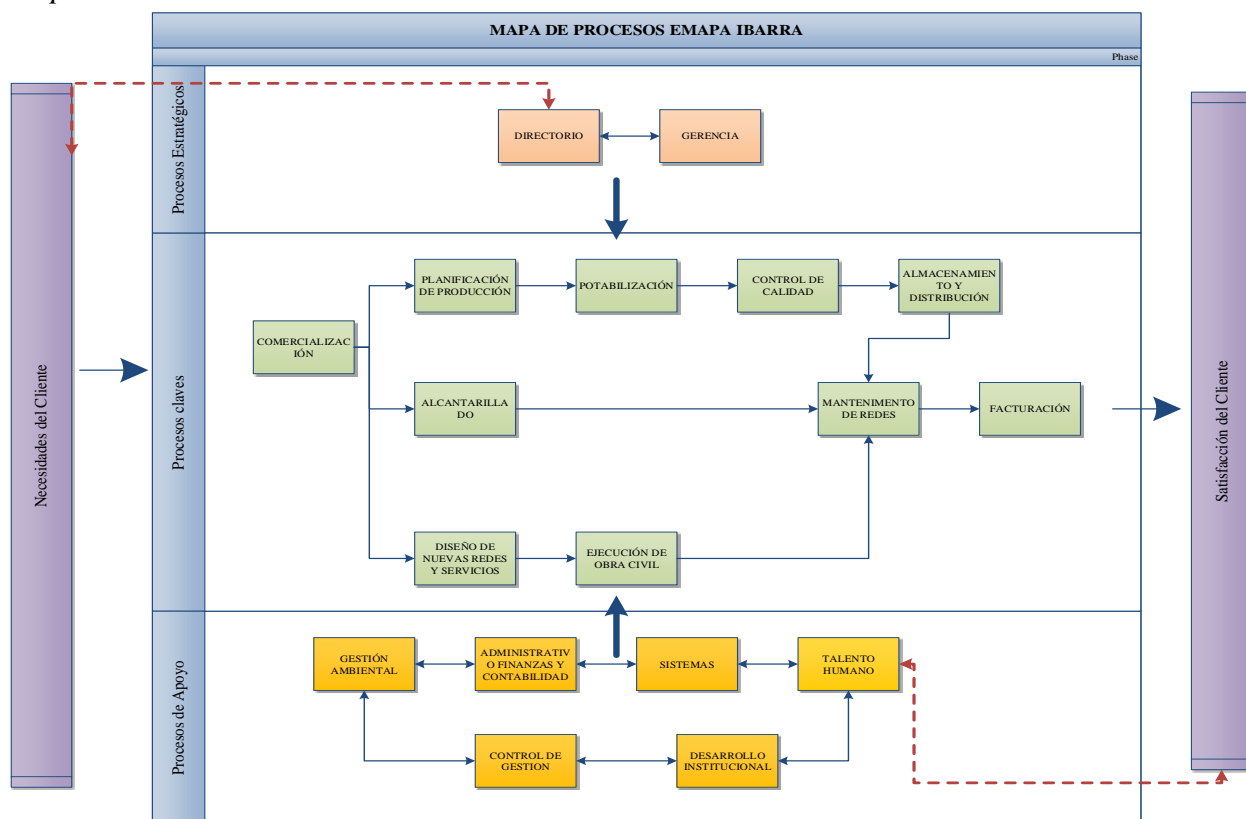 MAPA DE PROCESOS EMAPA IBARRA
Phase
Necesidades del Cliente
Procesos Estratégicos
DIRECTORIO
GERENCIA
Procesos claves
COMERCIALIZAC
IÓN
PLANIFICACIÓN
DE PRODUCCIÓN
POTABILIZACIÓN
CONTROL DE
CALIDAD
ALMACENAMIEN
TO Y
DISTRIBUCIÓN
ALCANTARILLA
DO
MANTENIMENTO
DE REDES
FACTURACIÓN
DISEÑO DE
NUEVAS REDES
Y SERVICIOS
EJECUCIÓN DE
OBRA CIVIL
Procesos de Apoyo
GESTIÓN
AMBIENTAL
ADMINISTRATIV
O FINANZAS Y
CONTABILIDAD
SISTEMAS
TALENTO
HUMANO
CONTROL DE
GESTION
DESARROLLO
INSTITUCIONAL
Satisfacción del Cliente